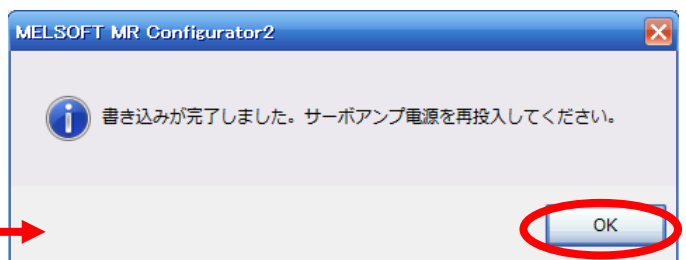 MELSOFT MR Configurator2
書き込みが完了しました。サーボアンプ電源を再投入してください。
OK